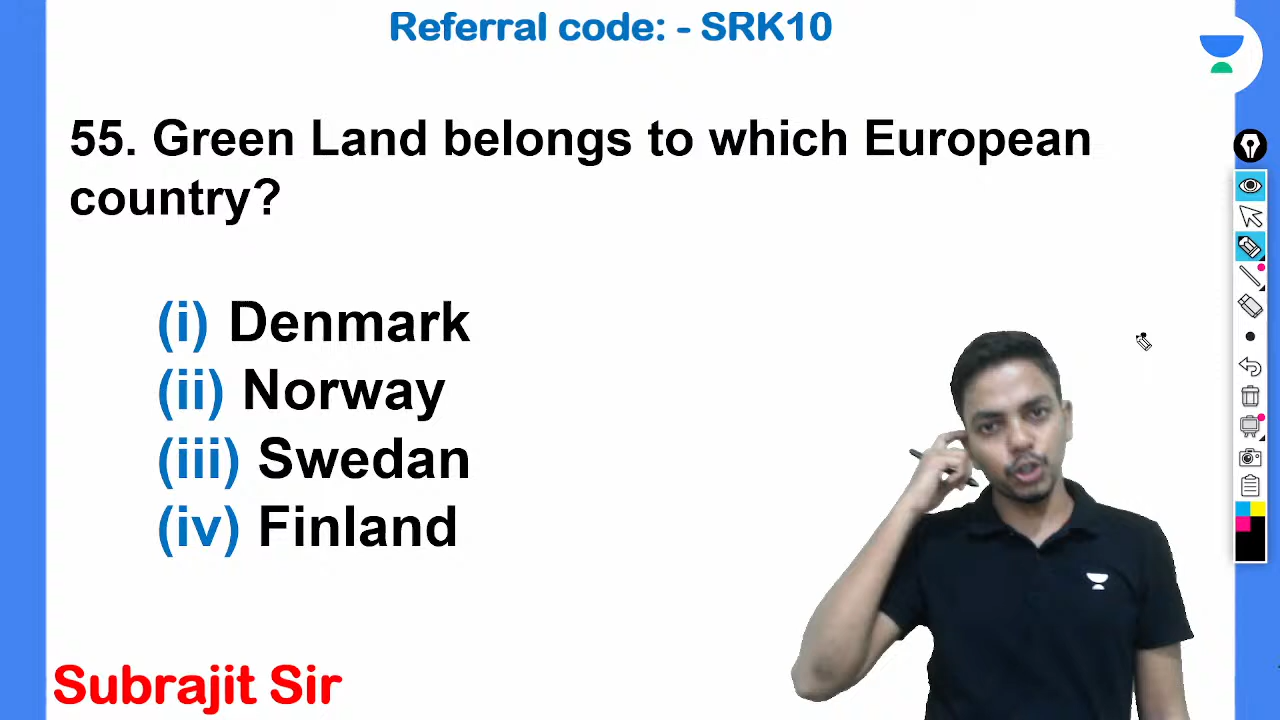 Referral code: - SRK10
55. Green Land belongs to which European
country?
(i) Denmark
(ii) Norway
(iii) Swedan
(iv) Finland
Subrajit Sir